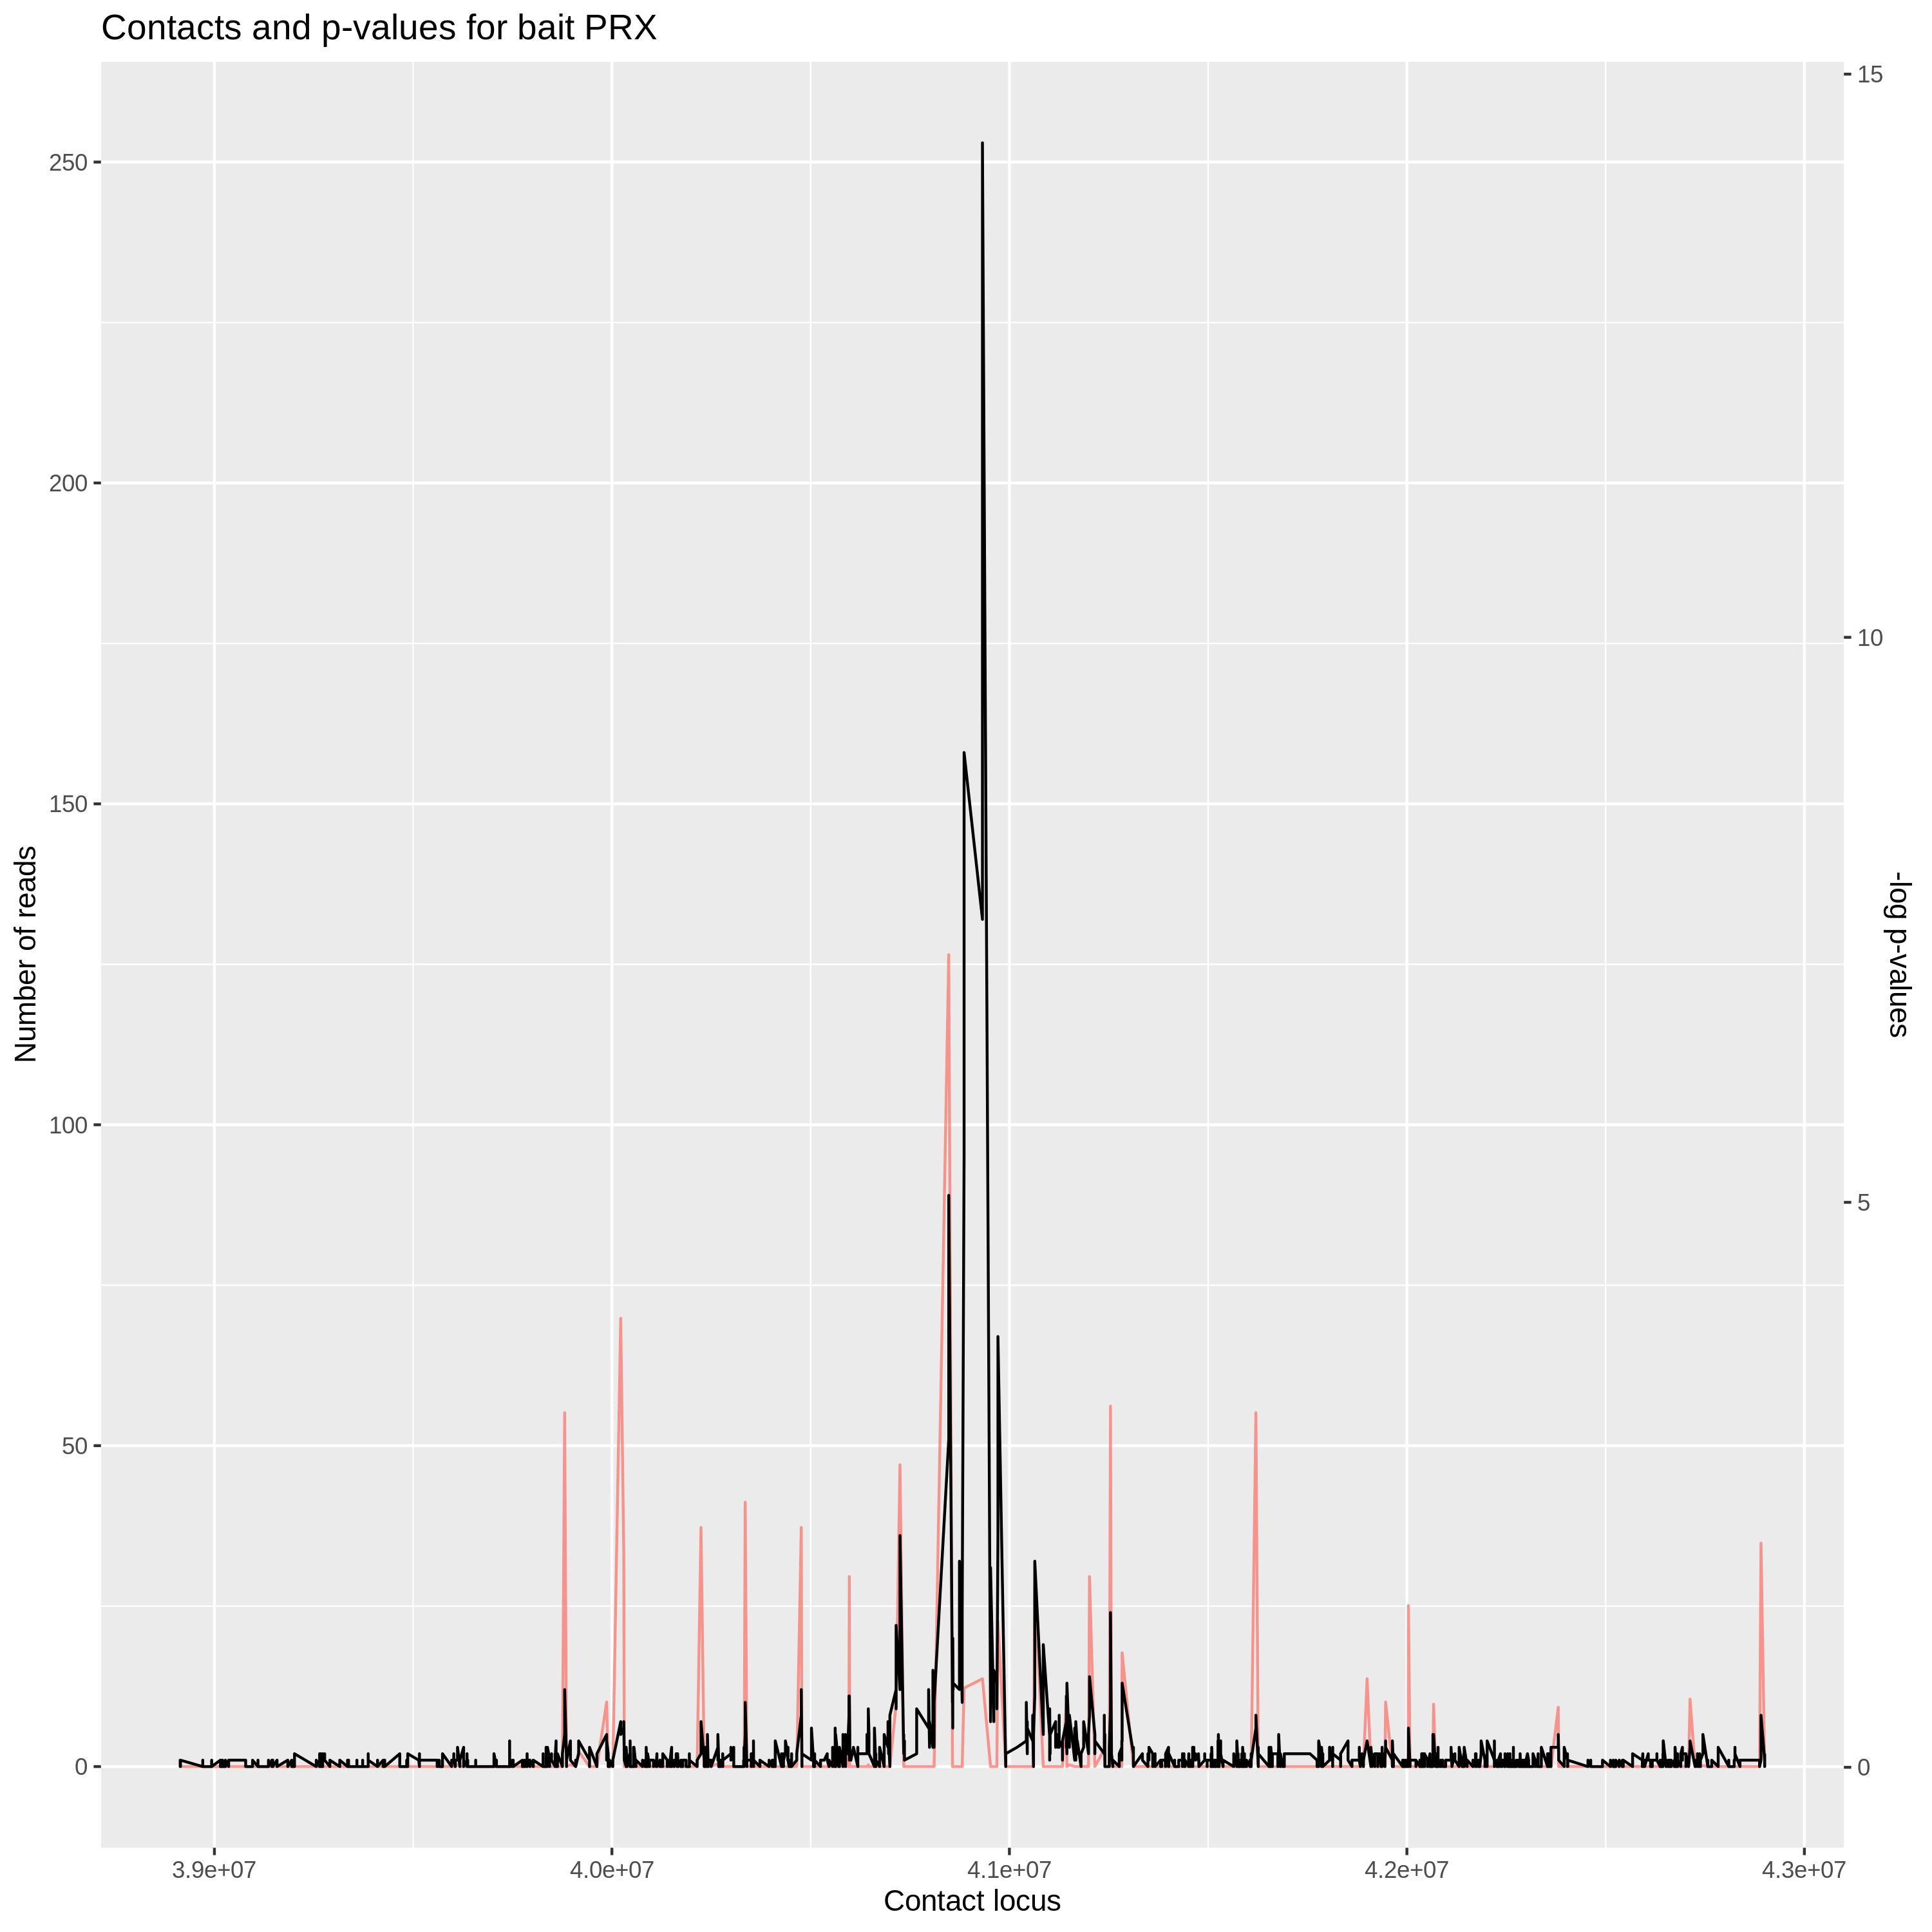 Contacts and p-values for bait PRX
15
250
200
10
150
Number of reads
-log p-values
100
5
50
0
0
3.9e+07
4.0e+07
4.1e+07
4.2e+07
4.3e+07
Contact locus